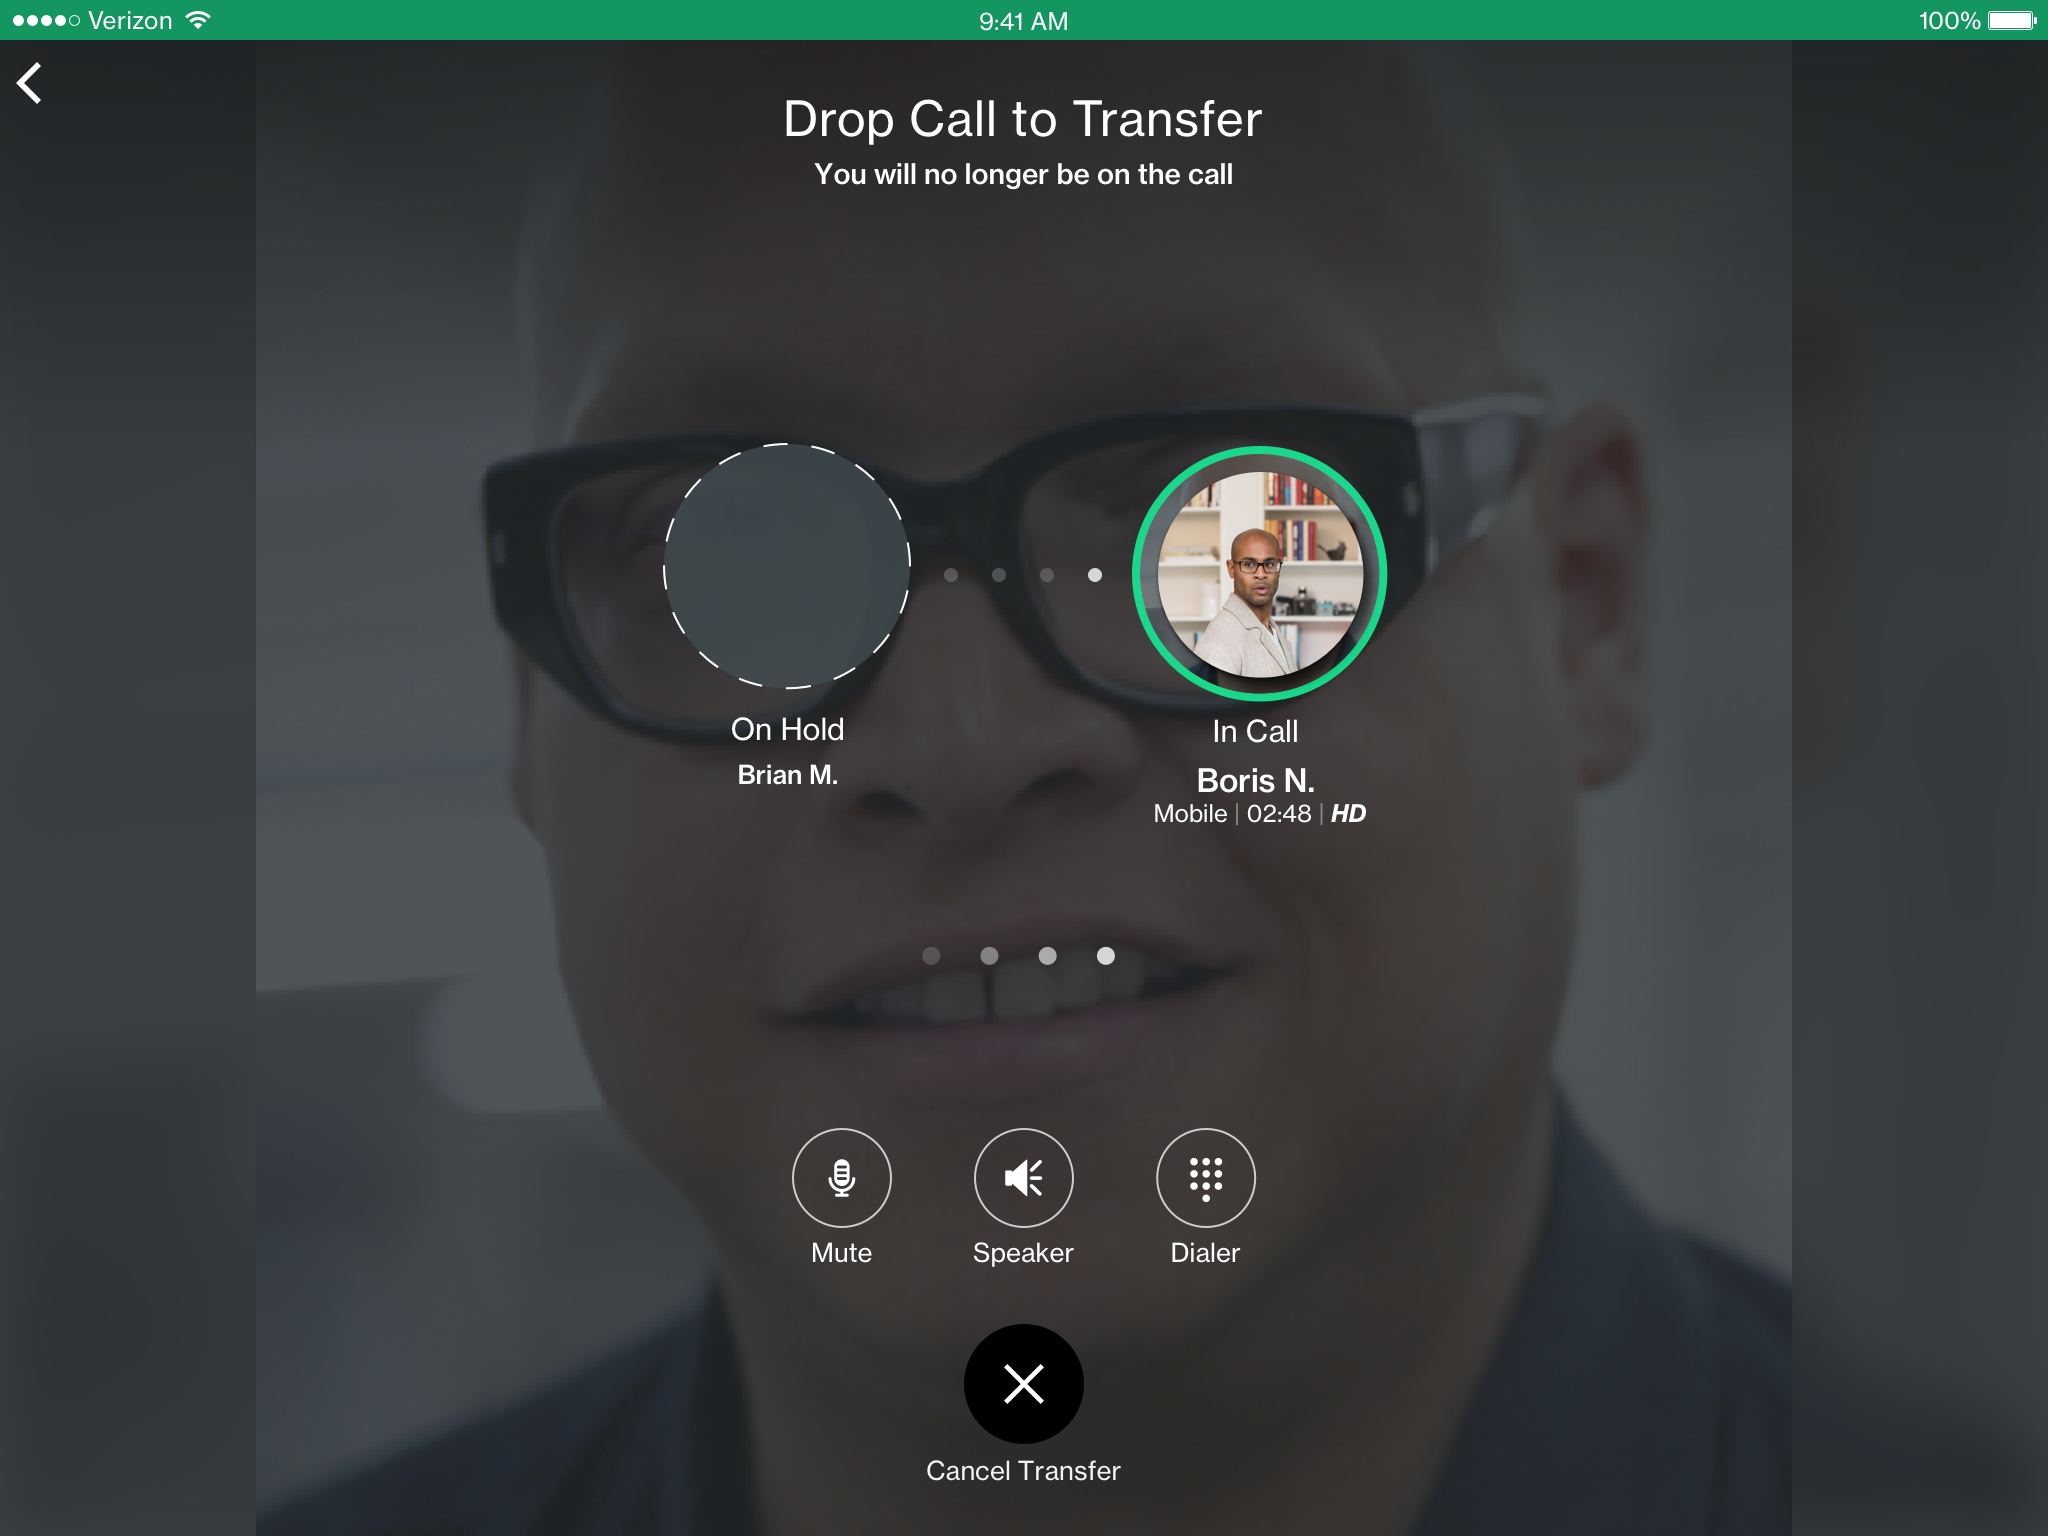 Verizon
9:41 AM
100%
Drop Call to Transfer
You will no longer be on the call
On Hold
Brian M.
In Call
Boris N.
Mobile | 02:48 | HD
Mute
Speaker
Dialer
Cancel Transfer